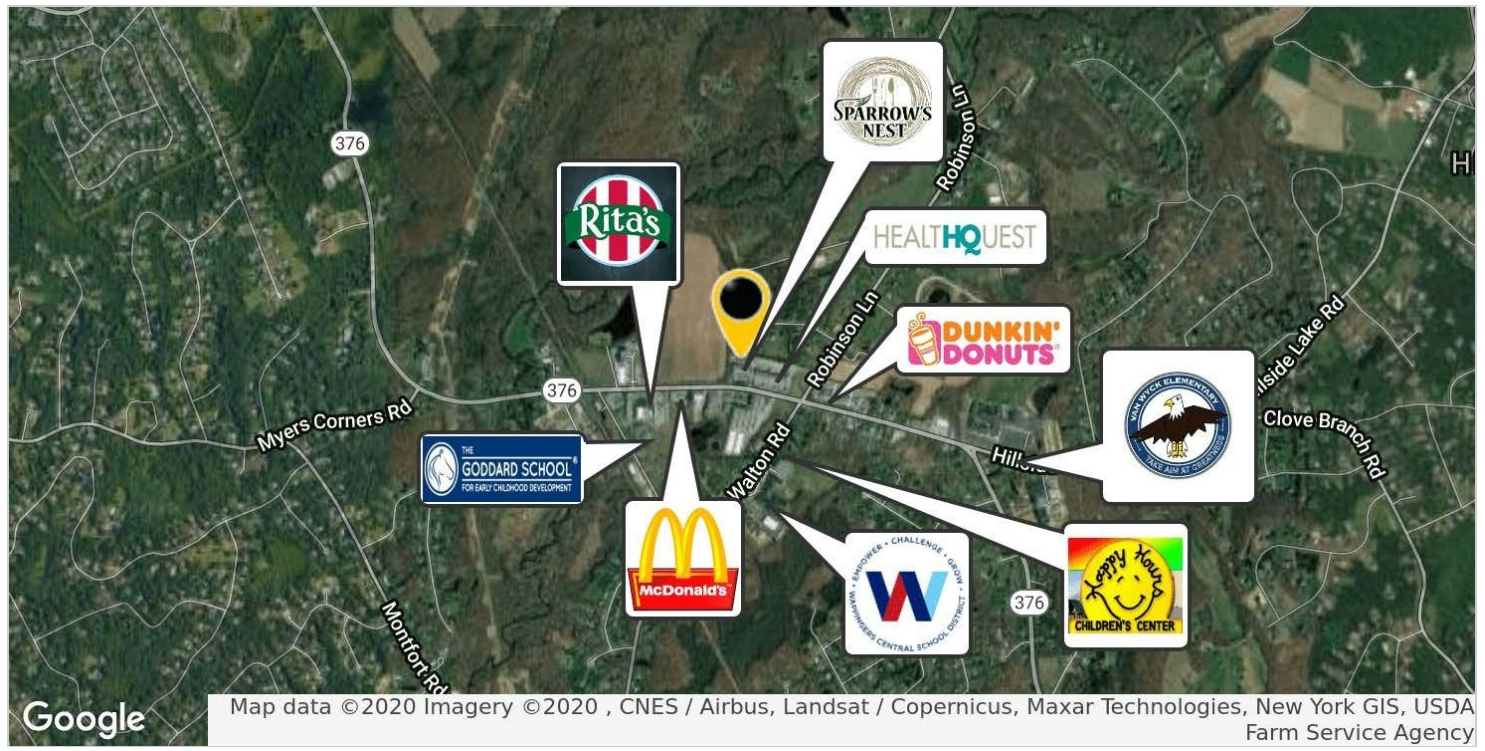 SPARROW'S
NEST
Robinson Ln
376
H
Rita's
HEALTHQUEST
Robinson Ln
DUNKIN'
DONUTS
llside Lake Rd
VAN WYCK ELEMENTARY
TAKE AIM AT GREATNESS
376
Myers Corners Rd
Clove Branch Rd
THE
GODDARD SCHOOL®
FOR EARLY CHILDHOOD DEVELOPMENT
Walton Rd
McDonald's
EMPOWER • CHALLENGE • GROW
W
WAPPINGERS CENTRAL SCHOOL DISTRICT
Happy Hours
CHILDREN'S CENTER
376
Montfort Rd
Google
Map data ©2020 Imagery ©2020 , CNES / Airbus, Landsat / Copernicus, Maxar Technologies, New York GIS, USDA
Farm Service Agency